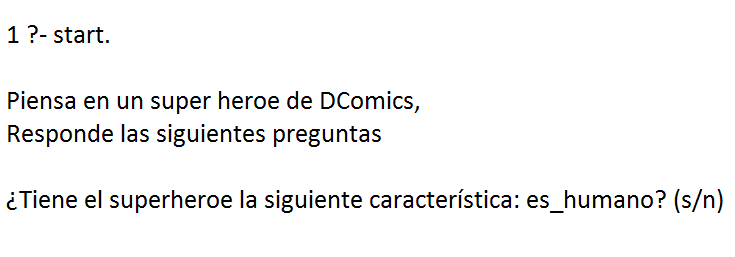 1 ?- start.
Piensa en un super heroe de DComics,
Responde las siguientes preguntas
¿Tiene el superheroe la siguiente característica: es_humano? (s/n)